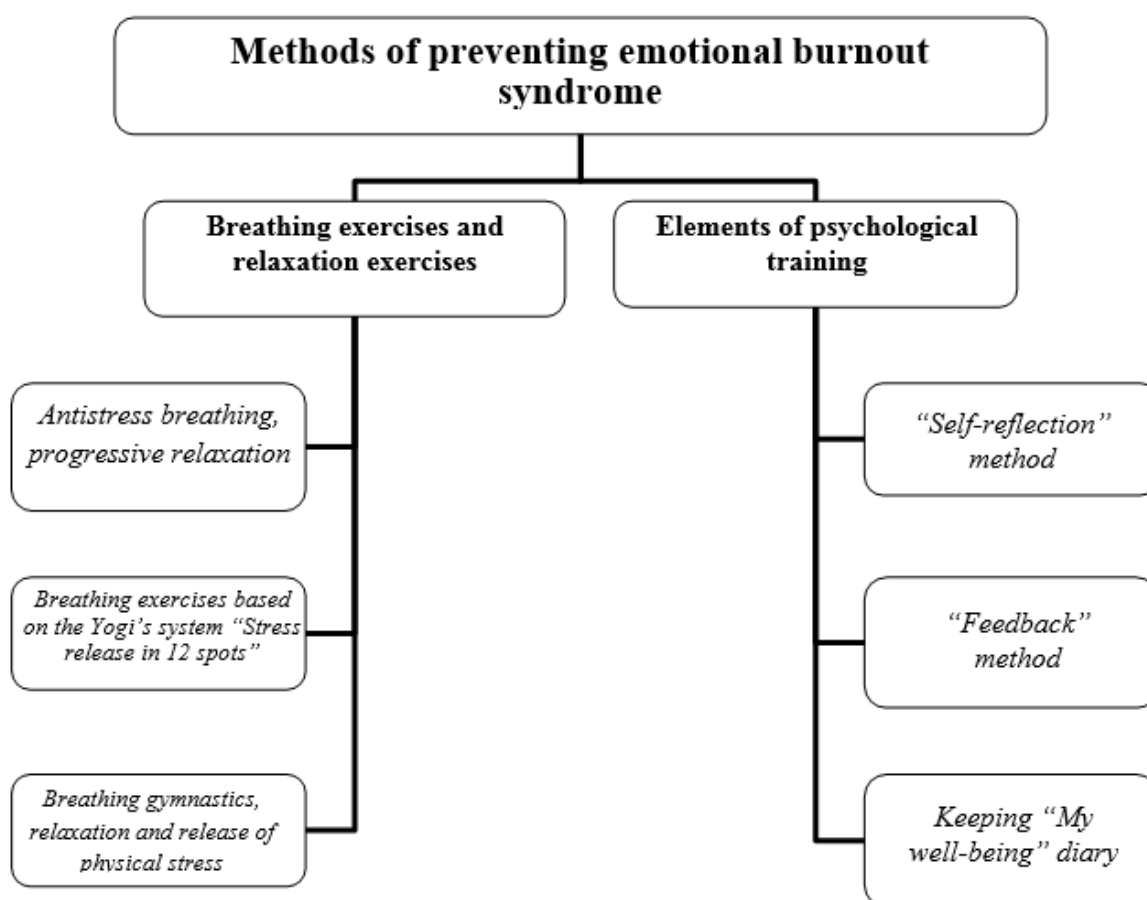 Methods of preventing emotional burnout
syndrome
Breathing exercises and
relaxation exercises
Elements of psychological
training
Antistress breathing,
progressive relaxation
Breathing exercises based
on the Yogi’s system “Stress
release in 12 spots”
Breathing gymnastics,
relaxation and release of
physical stress
“Self-reflection”
method
“Feedback”
method
Keeping “My
well-being” diary